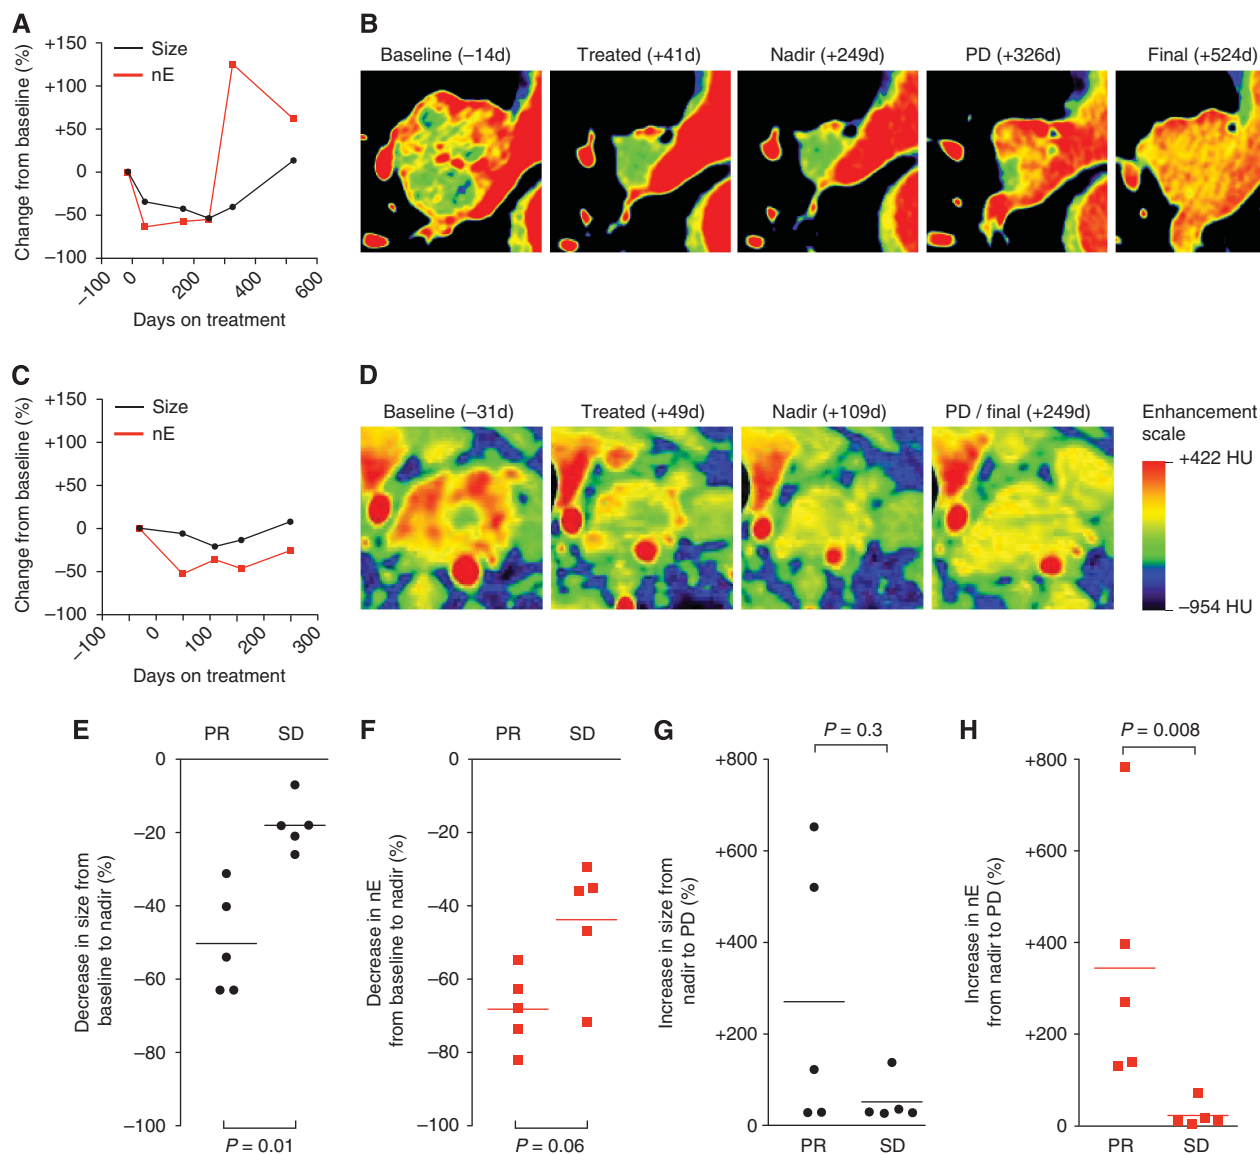 A
Change from baseline (%)
+150
+100
+50
0
–50
–100
Size
nE
–100
0
200
400
600
Days on treatment
B
Baseline (–14d)
Treated (+41d)
Nadir (+249d)
PD (+326d)
Final (+524d)
C
Change from baseline (%)
+150
+100
+50
0
–50
–100
Size
nE
–100
0
100
200
300
Days on treatment
D
Baseline (–31d)
Treated (+49d)
Nadir (+109d)
PD / final (+249d)
Enhancement
scale
+422 HU
–954 HU
E
PR
SD
Decrease in size from
baseline to nadir (%)
0
–20
–40
–60
–80
–100
P = 0.01
F
PR
SD
Decrease in nE
from baseline to nadir (%)
0
–20
–40
–60
–80
–100
P = 0.06
G
P = 0.3
Increase in size from
nadir to PD (%)
+800
+600
+400
+200
0
PR
SD
H
P = 0.008
Increase in nE
from nadir to PD (%)
+800
+600
+400
+200
0
PR
SD